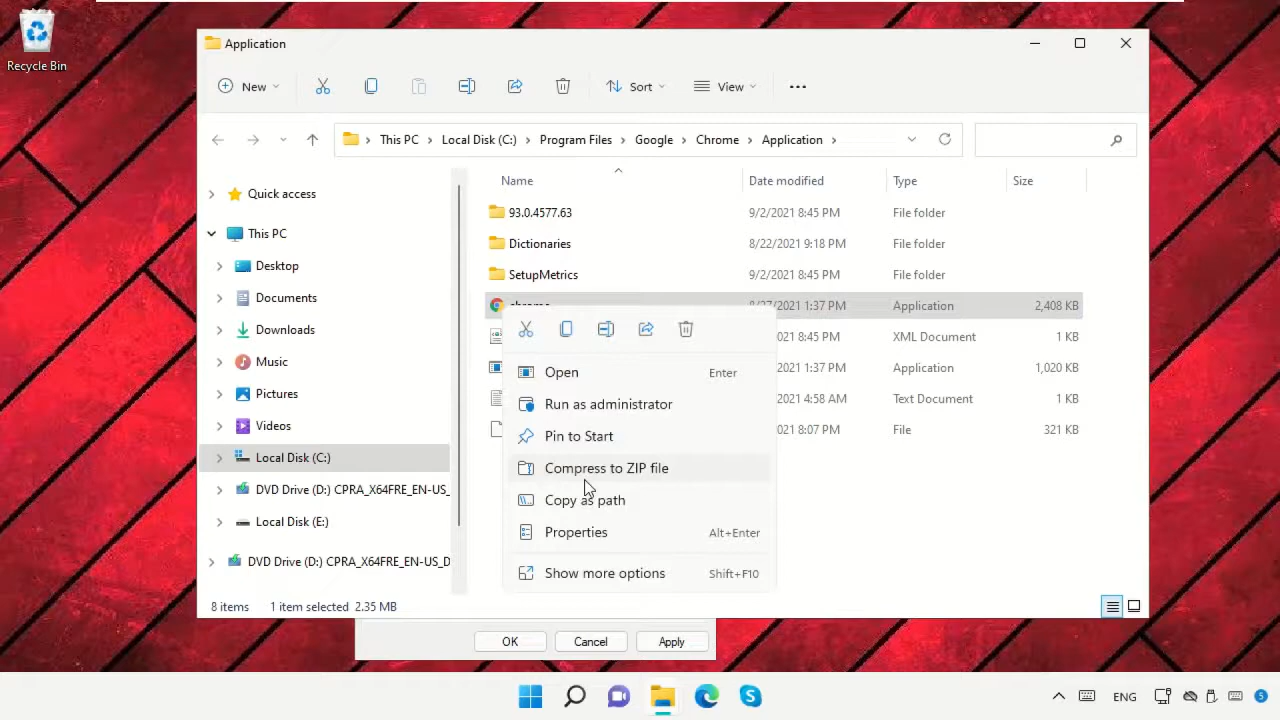 Recycle Bin
Application
New
Sort
View
This PC
Local Disk (C:)
Program Files
Google
Chrome
Application
Name
Date modified
Type
Size
Quick access
This PC
Desktop
Documents
Downloads
Music
Pictures
Videos
Local Disk (C:)
DVD Drive (D:) CPRA_X64FRE_EN-US_
Local Disk (E:)
DVD Drive (D:) CPRA_X64FRE_EN-US_D
93.0.4577.63 9/2/2021 8:45 PM File folder
Dictionaries 8/22/2021 9:18 PM File folder
SetupMetrics 9/2/2021 8:45 PM File folder
chrome 8/27/2021 1:37 PM Application 2,408 KB
2021 8:45 PM XML Document 1 KB
2021 1:37 PM Application 1,020 KB
2021 4:58 AM Text Document 1 KB
2021 8:07 PM File 321 KB
Open Enter
Run as administrator
Pin to Start
Compress to ZIP file
Copy as path
Properties Alt+Enter
Show more options Shift+F10
8 items 1 item selected 2.35 MB
OK Cancel Apply
ENG
5